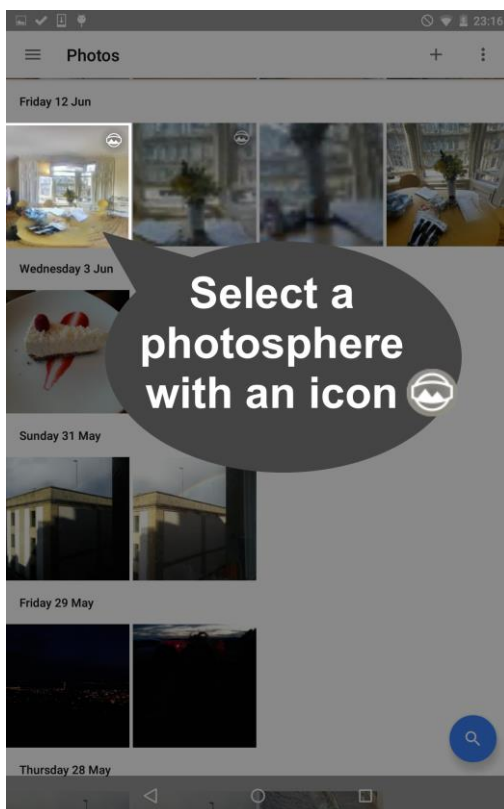 23:16
Photos
Friday 12 Jun
Wednesday 3 Jun
Select a
photosphere
with an icon
Sunday 31 May
Friday 29 May
Thursday 28 May